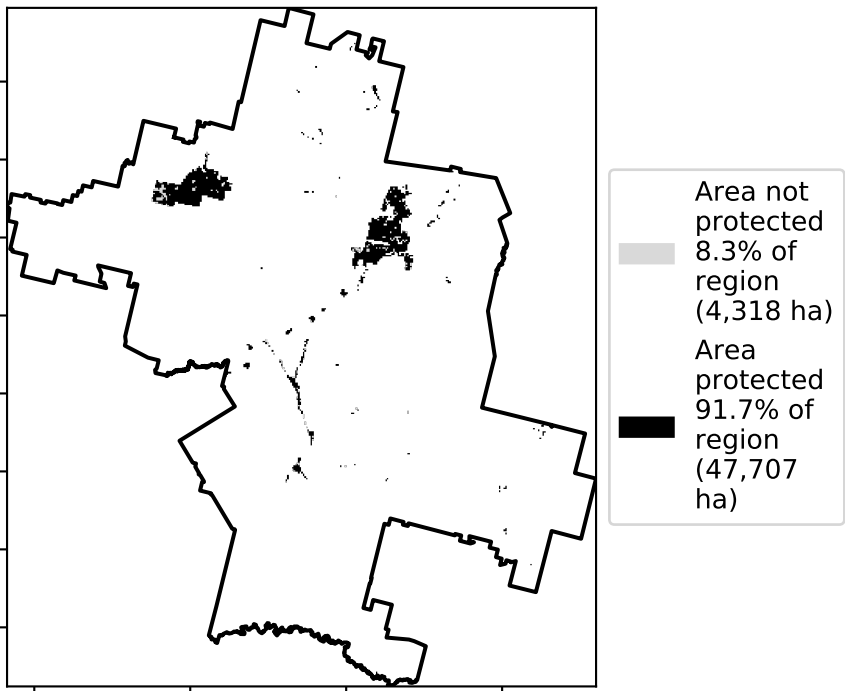 Area not
protected
8.3% of
region
(4,318 ha)
Area
protected
91.7% of
region
(47,707
ha)